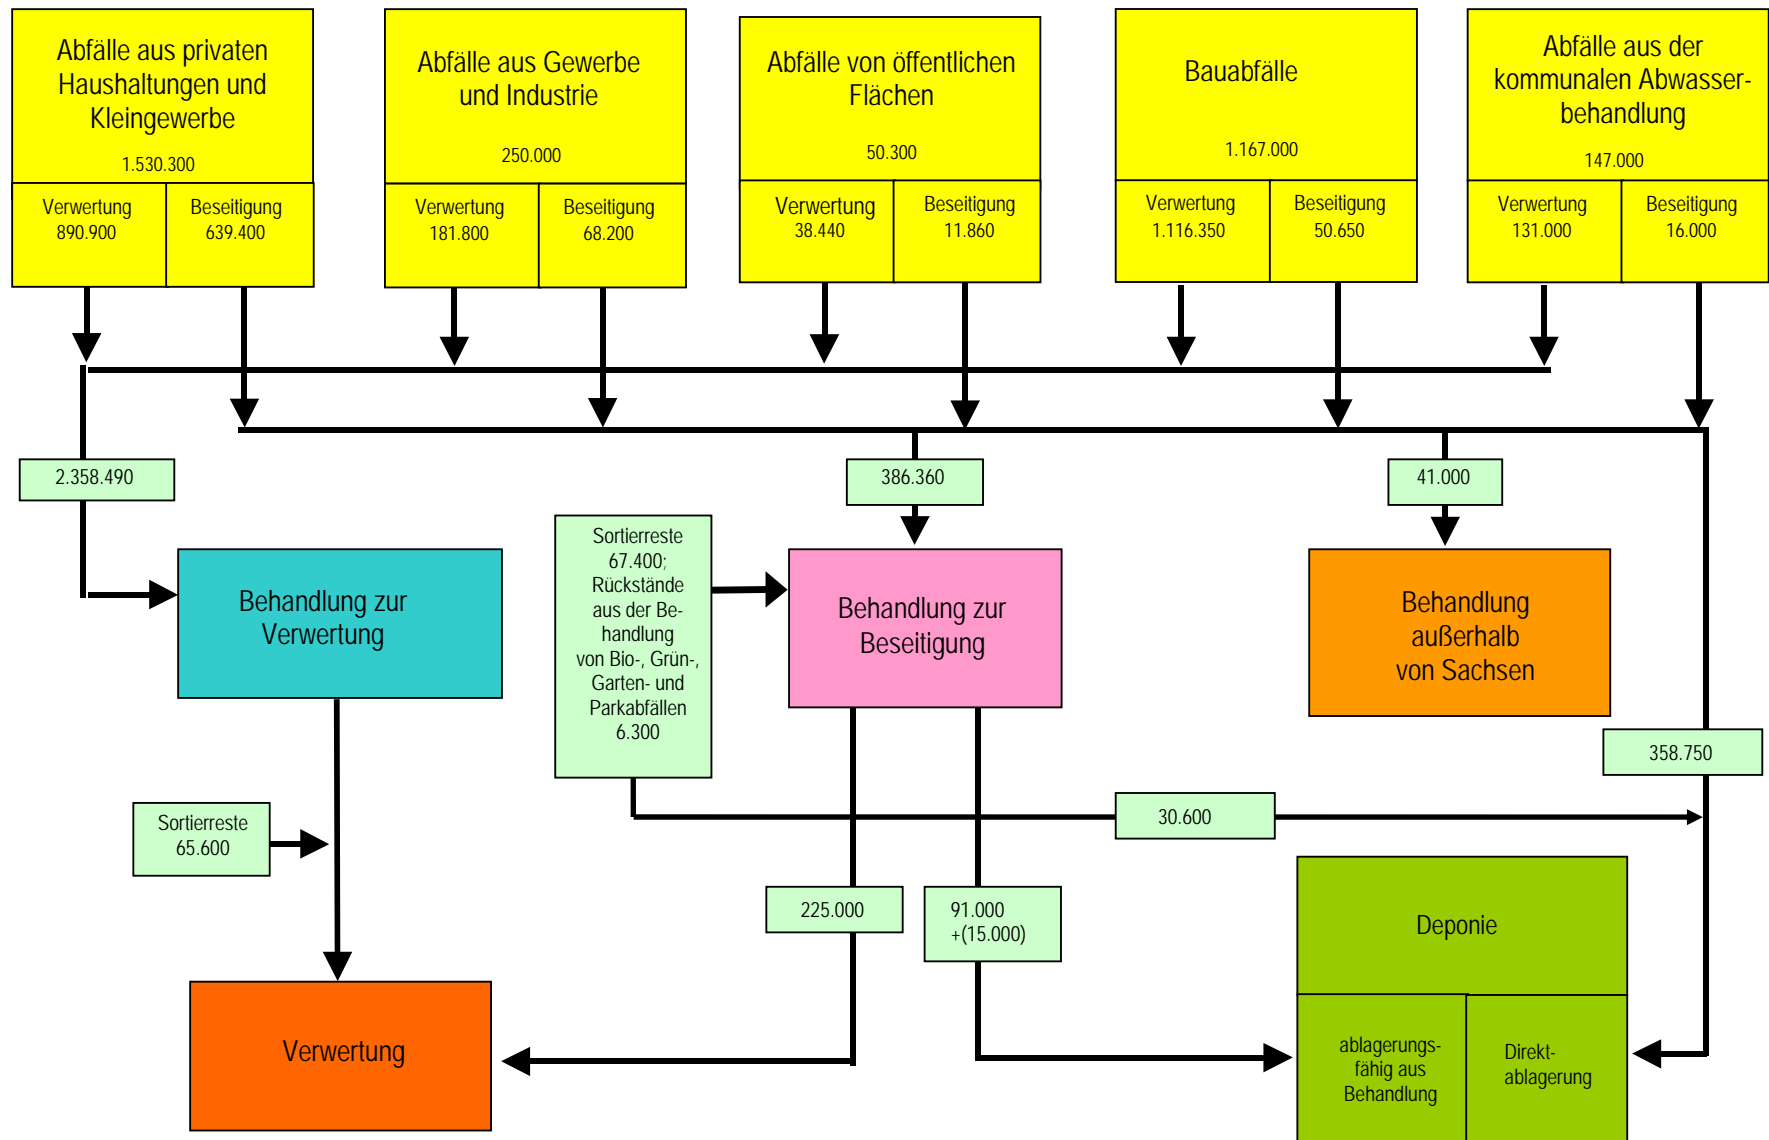 Abfälle aus privaten
Haushaltungen und
Kleingewerbe
1.530.300
Verwertung
890.900
Beseitigung
639.400
Abfälle aus Gewerbe
und Industrie
250.000
Verwertung
181.800
Beseitigung
68.200
Abfälle von öffentlichen
Flächen
50.300
Verwertung
38.440
Beseitigung
11.860
Bauabfälle
1.167.000
Verwertung
1.116.350
Beseitigung
50.650
Abfälle aus der
kommunalen Abwasser-
behandlung
147.000
Verwertung
131.000
Beseitigung
16.000
2.358.490
386.360
41.000
Sortierreste
67.400;
Rückstände
aus der Be-
handlung
von Bio-, Grün-,
Garten- und
Parkabfällen
6.300
Behandlung zur
Verwertung
Behandlung zur
Beseitigung
Behandlung
außerhalb
von Sachsen
358.750
30.600
Sortierreste
65.600
225.000
91.000
+(15.000)
Deponie
Verwertung
ablagerungs-
fähig aus
Behandlung
Direkt-
ablagerung